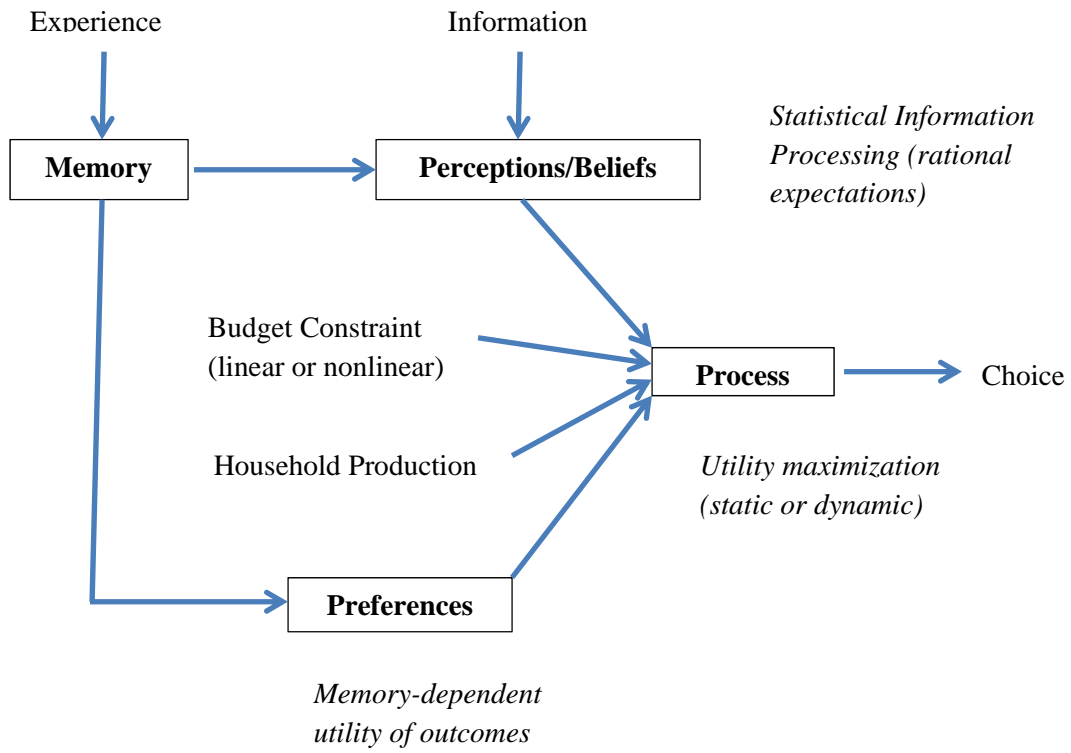 Experience
Information
Statistical Information
Processing (rational
expectations)
Memory
Perceptions/Beliefs
Budget Constraint
(linear or nonlinear)
Process
Choice
Household Production
Utility maximization
(static or dynamic)
Preferences
Memory-dependent
utility of outcomes